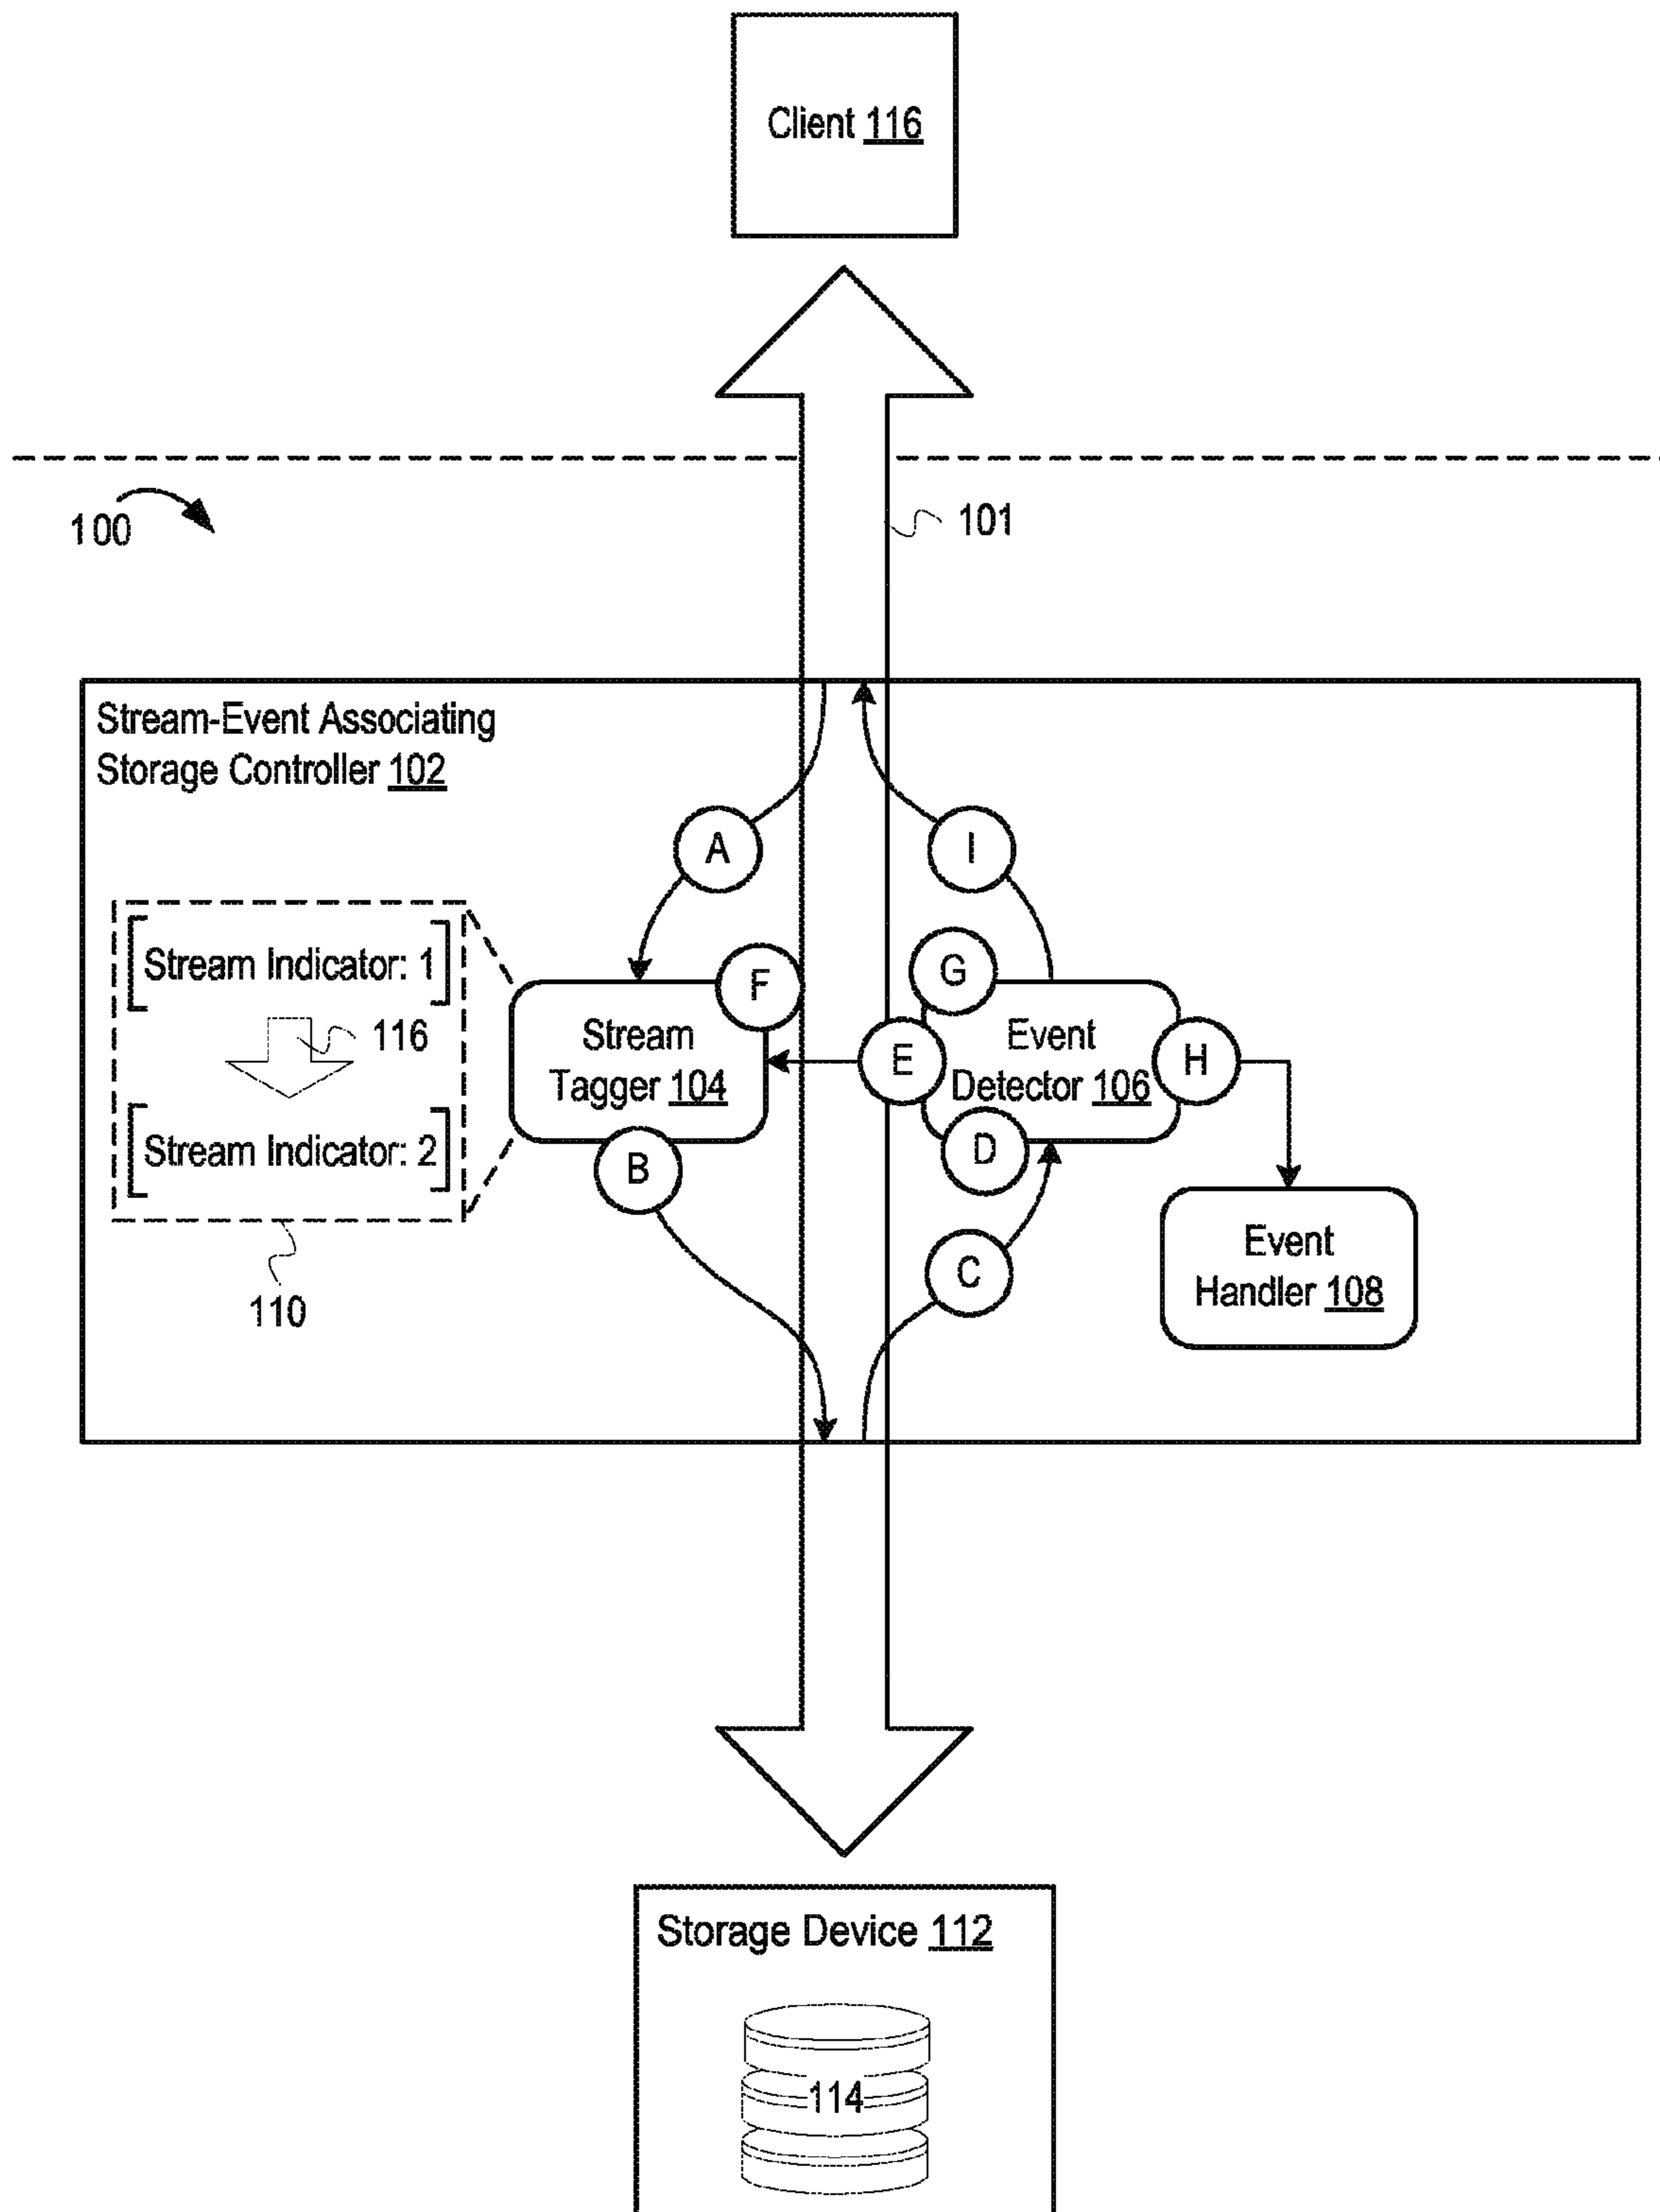 Client 116
100
101
Stream-Event Associating
Storage Controller 102
A
I
Stream Indicator: 1
116
Stream Indicator: 2
110
F
G
Stream
Tagger 104
E
Event
Detector 106
H
B
D
C
Event
Handler 108
Storage Device 112
114